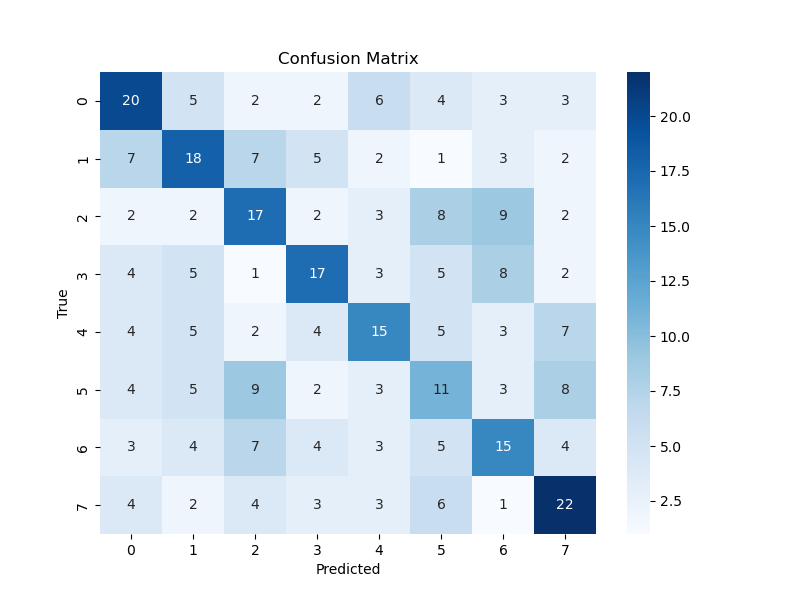 Confusion Matrix
True
0 20 5 2 2 6 4 3 3
1 7 18 7 5 2 1 3 2
2 2 2 17 2 3 8 9 2
3 4 5 1 17 3 5 8 2
4 4 5 2 4 15 5 3 7
5 4 5 9 2 3 11 3 8
6 3 4 7 4 3 5 15 4
7 4 2 4 3 3 6 1 22
0 1 2 3 4 5 6 7
Predicted
20.0
17.5
15.0
12.5
10.0
7.5
5.0
2.5